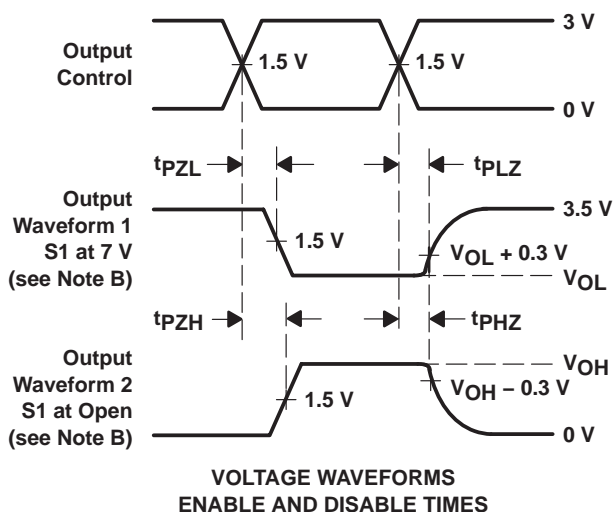 3 V
Output
Control
1.5 V
1.5 V
0 V
tPZL
tPLZ
Output
Waveform 1
S1 at 7 V
(see Note B)
3.5 V
1.5 V
VOL + 0.3 V
VOL
tPZH
tPHZ
Output
Waveform 2
S1 at Open
(see Note B)
VOH
VOH − 0.3 V
1.5 V
0 V
VOLTAGE WAVEFORMS
ENABLE AND DISABLE TIMES